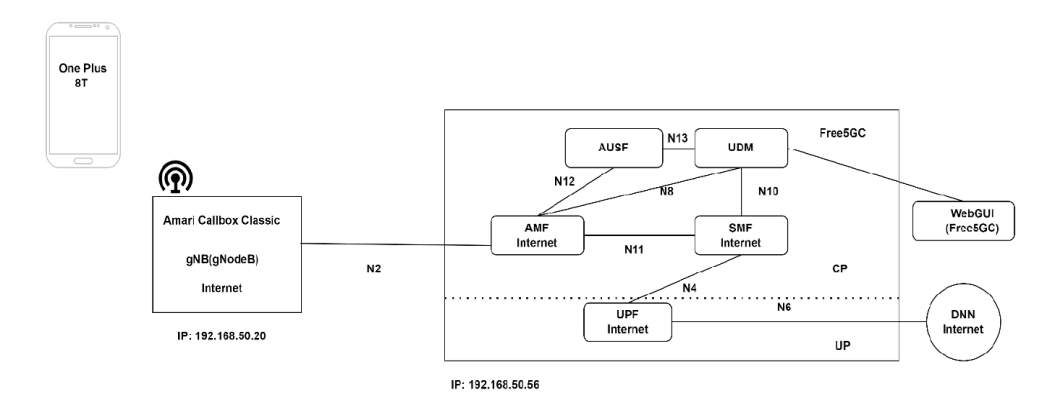 One Plus
8T
Free5GC
AUSF
N13
UDM
N12
N8
N10
WebGUI
(Free5GC)
Amari Callbox Classic
gNB(gNodeB)
Internet
AMF
Internet
SMF
Internet
N11
N2
CP
N4
N6
UPF
Internet
DNN
Internet
UP
IP: 192.168.50.20
IP: 192.168.50.56